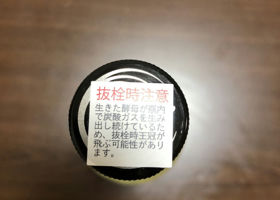 抜栓時注意
生きた酵母が瓶内
で炭酸ガスを生み
出し続けているた
め、抜栓時王冠が
飛ぶ可能性があり
ます。